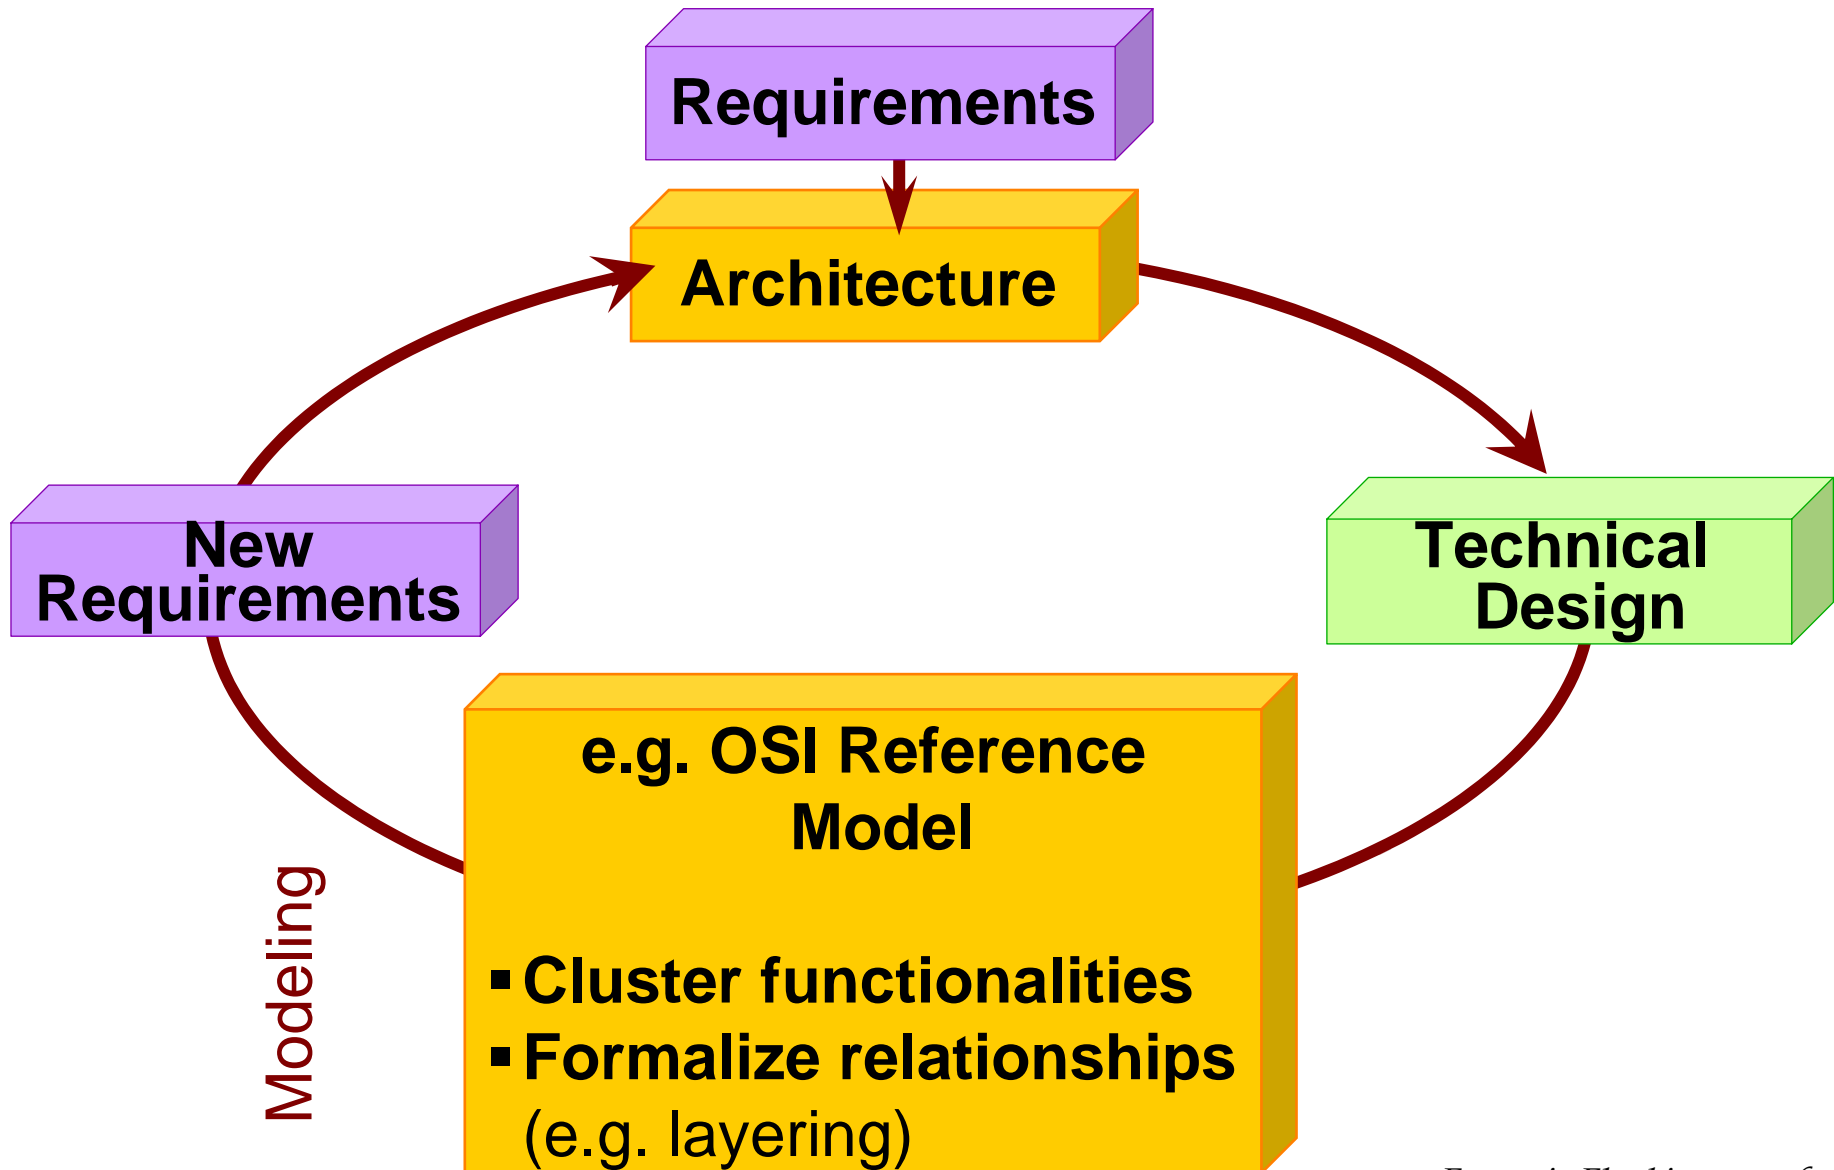 Requirements
Architecture
New
Requirements
Technical
Design
e.g. OSI Reference
Model
▪ Cluster functionalities
▪ Formalize relationships
(e.g. layering)
Modeling